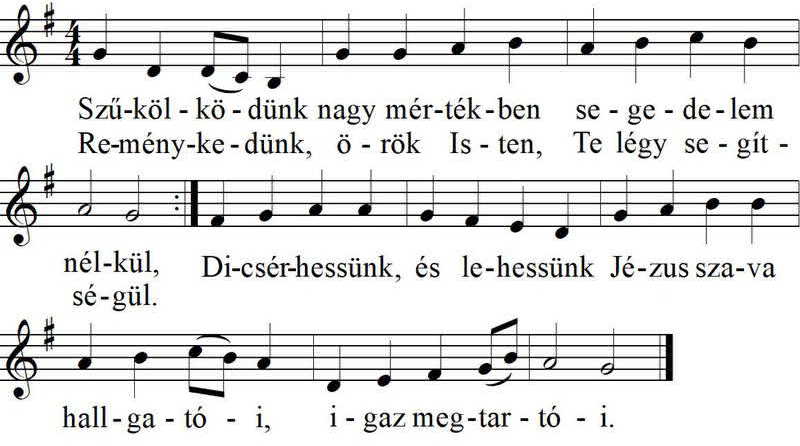 4
4
Szű-köl - kö - dünk nagy mér-ték-ben se - ge - de - lem
Re-mény-ke - dünk, ö - rök Is - ten, Te légy se - gít -
nél-kül, Di-csér-hessünk, és le-hessünk Jé-zus sza-va
sé-gül.
hall-ga - tó - i, i - gaz meg-tar - tó - i.